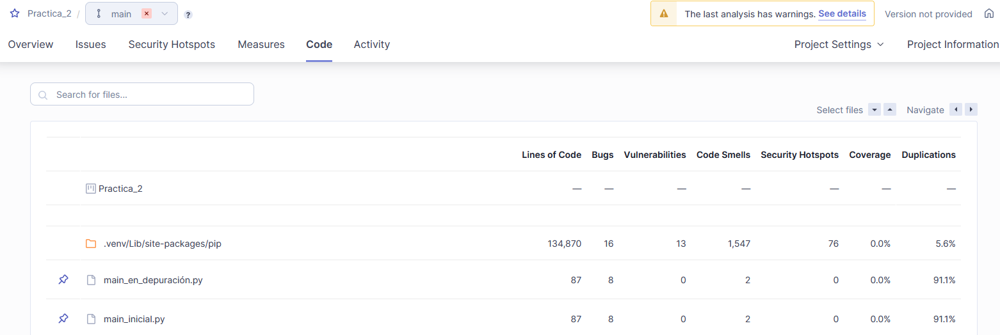 Practica_2 / main ?
The last analysis has warnings. See details
Version not provided
Overview Issues Security Hotspots Measures Code Activity
Project Settings Project Information
Search for files...
Select files Navigate
Lines of Code Bugs Vulnerabilities Code Smells Security Hotspots Coverage Duplications
Practica_2 — — — — — — —
.venv/Lib/site-packages/pip 134,870 16 13 1,547 76 0.0% 5.6%
main_en_depuración.py 87 8 0 2 0 0.0% 91.1%
main_inicial.py 87 8 0 2 0 0.0% 91.1%